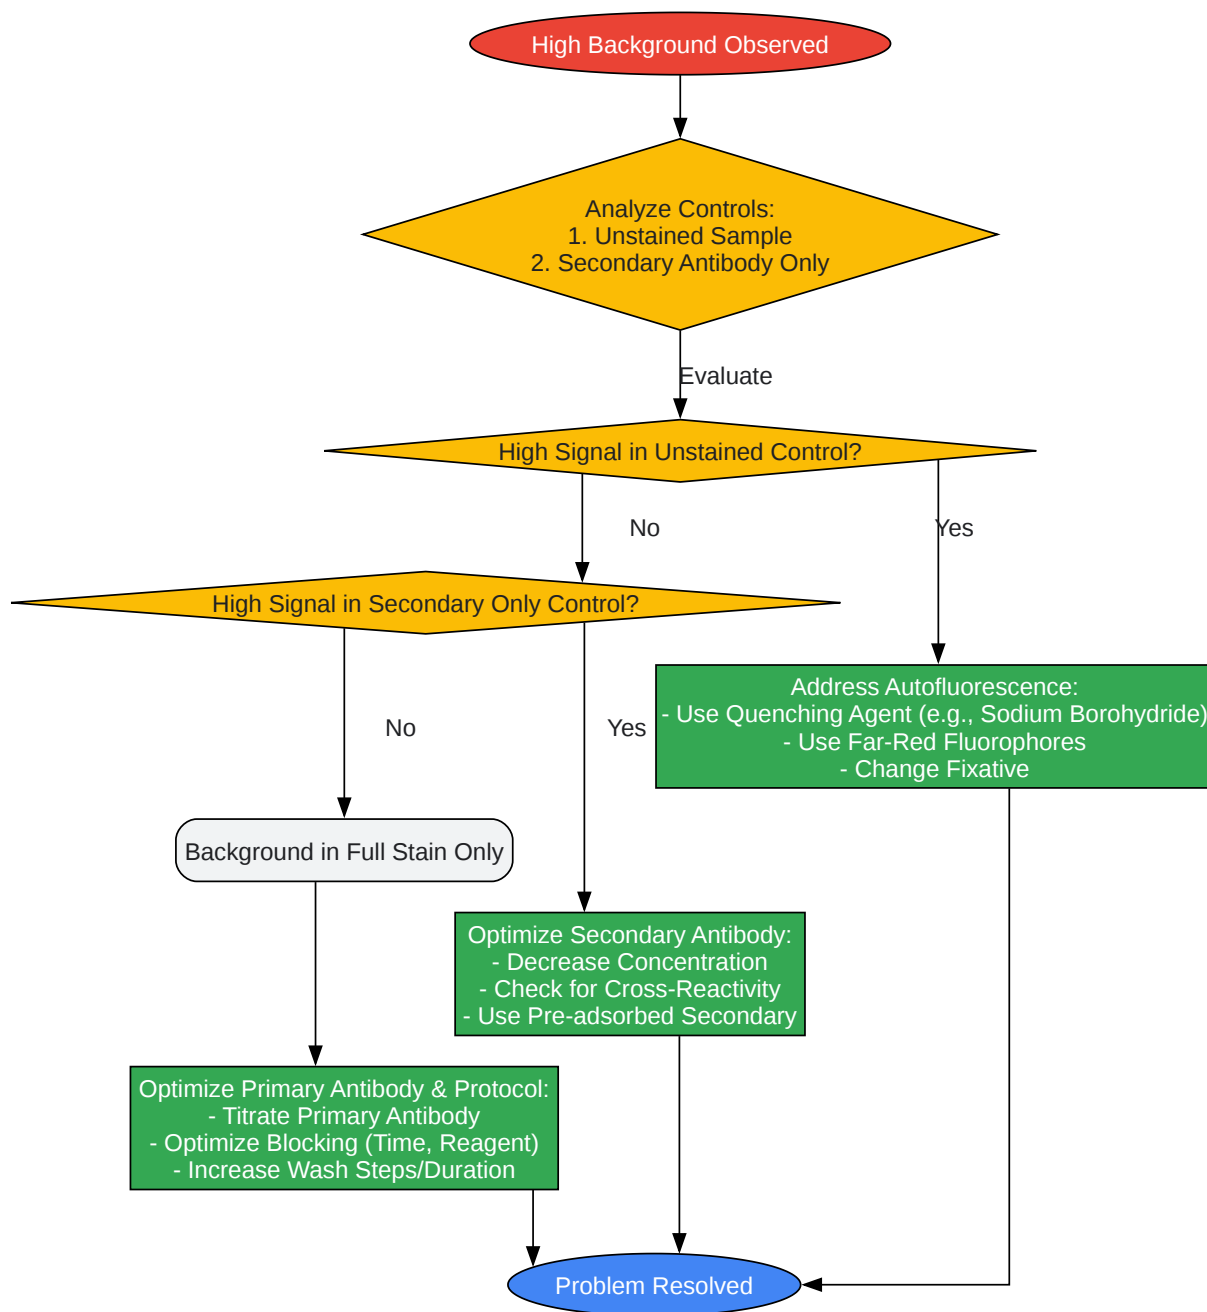 High Background Observed
Analyze Controls:
1. Unstained Sample
2. Secondary Antibody Only
Evaluate
High Signal in Unstained Control?
No
Yes
High Signal in Secondary Only Control?
Address Autofluorescence:
- Use Quenching Agent (e.g., Sodium Borohydride)
- Use Far-Red Fluorophores
- Change Fixative
No
Yes
Background in Full Stain Only
Optimize Secondary Antibody:
- Decrease Concentration
- Check for Cross-Reactivity
- Use Pre-adsorbed Secondary
Optimize Primary Antibody & Protocol:
- Titrate Primary Antibody
- Optimize Blocking (Time, Reagent)
- Increase Wash Steps/Duration
Problem Resolved